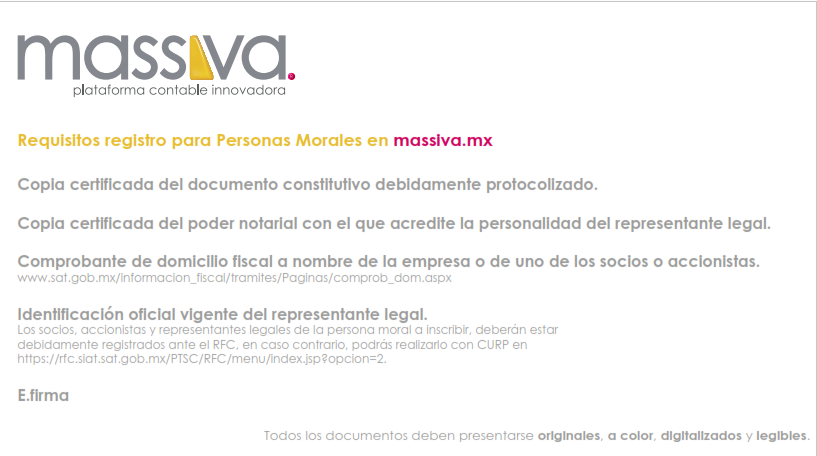 massiva.
plataforma contable innovadora
Requisitos registro para Personas Morales en massiva.mx
Copia certificada del documento constitutivo debidamente protocolizado.
Copia certificada del poder notarial con el que acredite la personalidad del representante legal.
Comprobante de domicilio fiscal a nombre de la empresa o de uno de los socios o accionistas.
www.sat.gob.mx/informacion_fiscal/tramites/Paginas/comprob_dom.aspx
Identificación oficial vigente del representante legal.
Los socios, accionistas y representantes legales de la persona moral a inscribir, deberán estar
debidamente registrados ante el RFC, en caso contrario, podrás realizarlo con CURP en
https://rfc.siat.sat.gob.mx/PTSC/RFC/menu/index.jsp?opcion=2.
E.firma
Todos los documentos deben presentarse originales, a color, digitalizados y legibles.